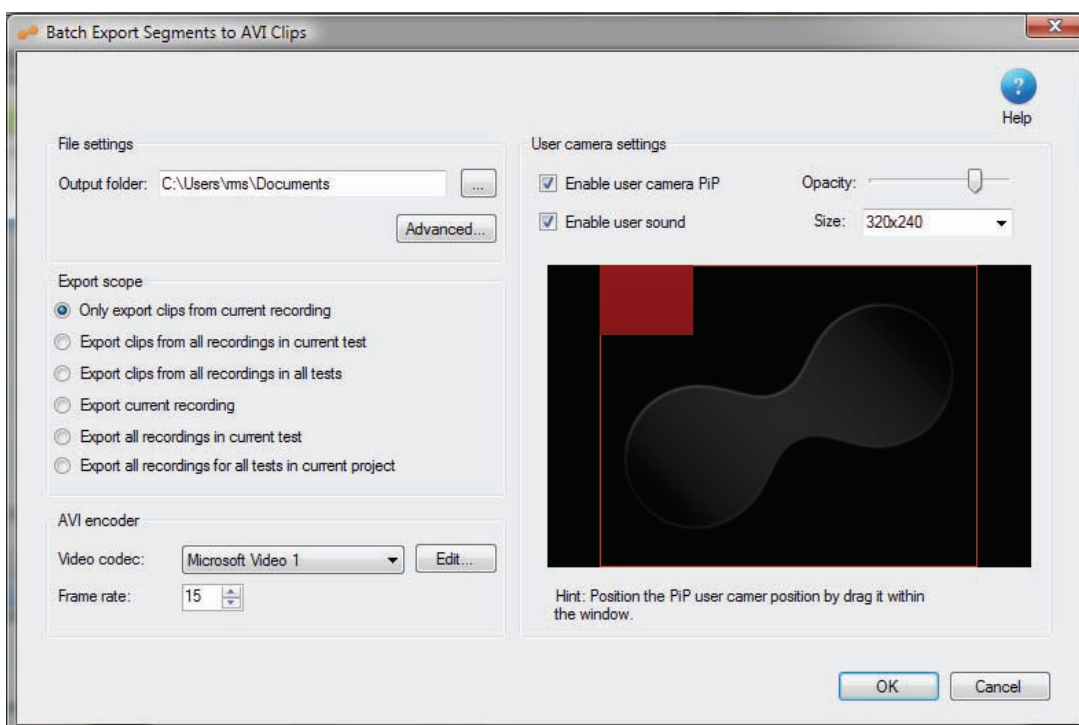 Batch Export Segments to AVI Clips
?
Help
File settings
Output folder: C:\Users\rms\Documents ...
Advanced...
Export scope
Only export clips from current recording
Export clips from all recordings in current test
Export clips from all recordings in all tests
Export current recording
Export all recordings in current test
Export all recordings for all tests in current project
AVI encoder
Video codec: Microsoft Video 1 Edit...
Frame rate: 15
User camera settings
Enable user camera PiP Opacity:
Enable user sound Size: 320x240
Hint: Position the PiP user camer position by drag it within
the window.
OK Cancel